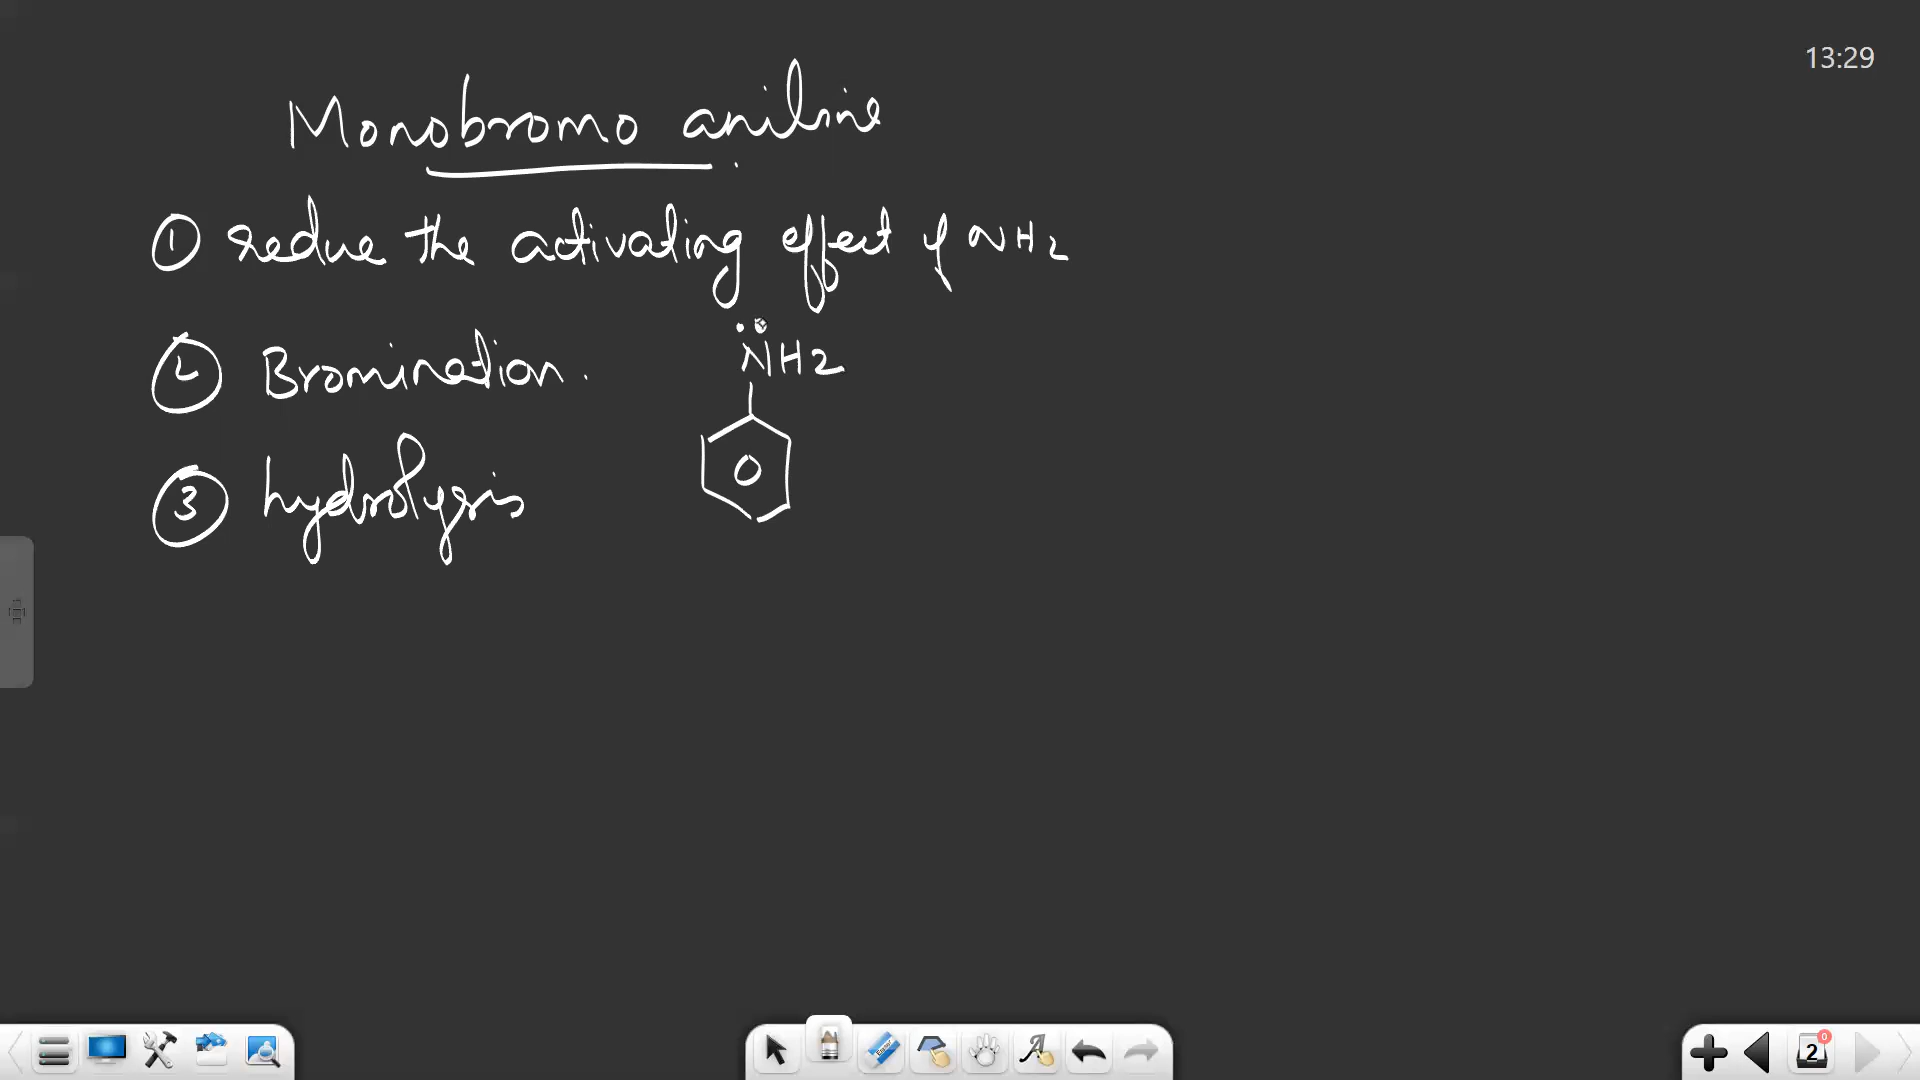 13:29
Monobromo aniline
① redue the activating effect of NH2
② Bromination.
NH2
③ hydrolysis
2